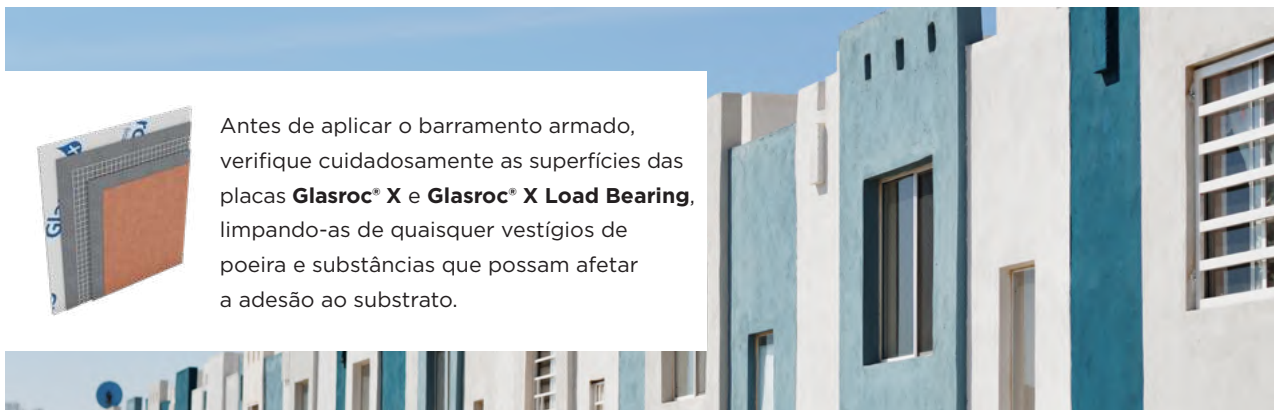 Antes de aplicar o barramento armado,
verifique cuidadosamente as superfícies das
placas Glasroc® X e Glasroc® X Load Bearing,
limpando-as de quaisquer vestígios de
poeira e substâncias que possam afetar
a adesão ao substrato.